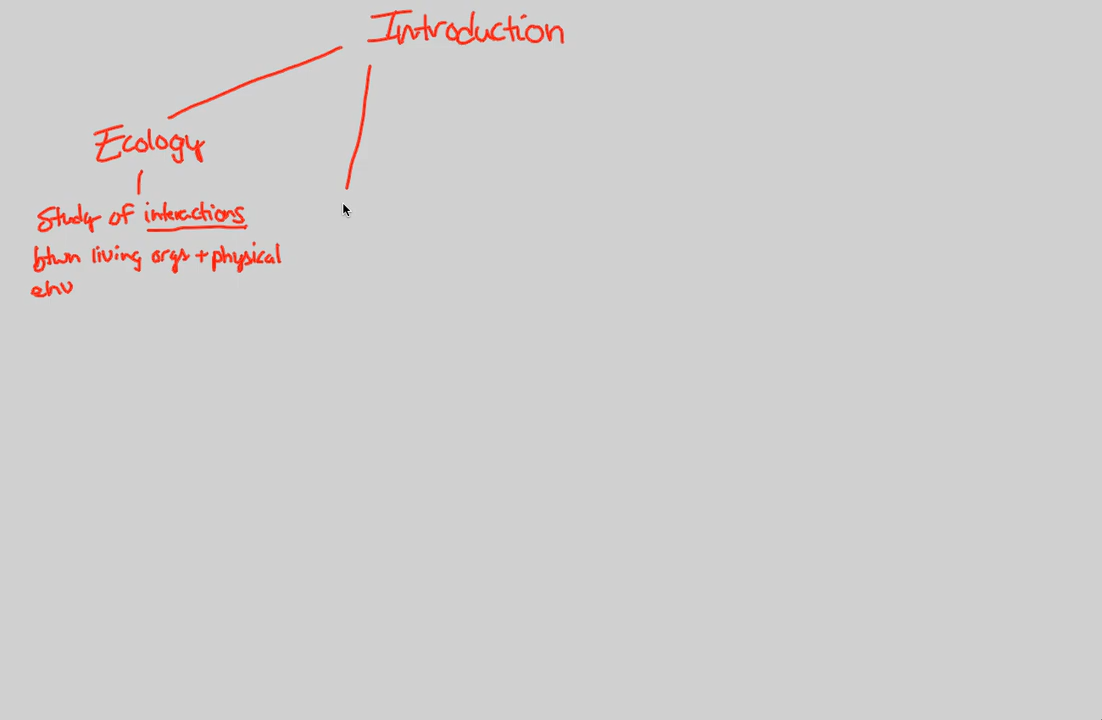 Introduction
Ecology
Study of interactions
btwn living orgs + physical
env